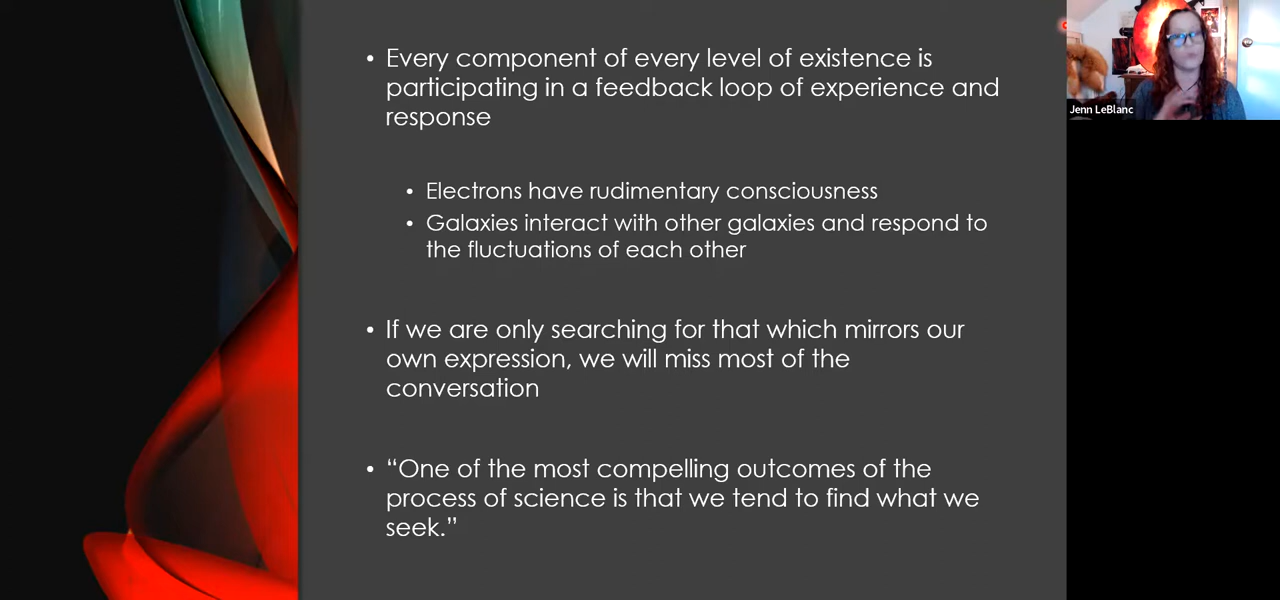 • Every component of every level of existence is
participating in a feedback loop of experience and
response
• Electrons have rudimentary consciousness
• Galaxies interact with other galaxies and respond to
the fluctuations of each other
• If we are only searching for that which mirrors our
own expression, we will miss most of the
conversation
• “One of the most compelling outcomes of the
process of science is that we tend to find what we
seek.”
Jenn LeBlanc